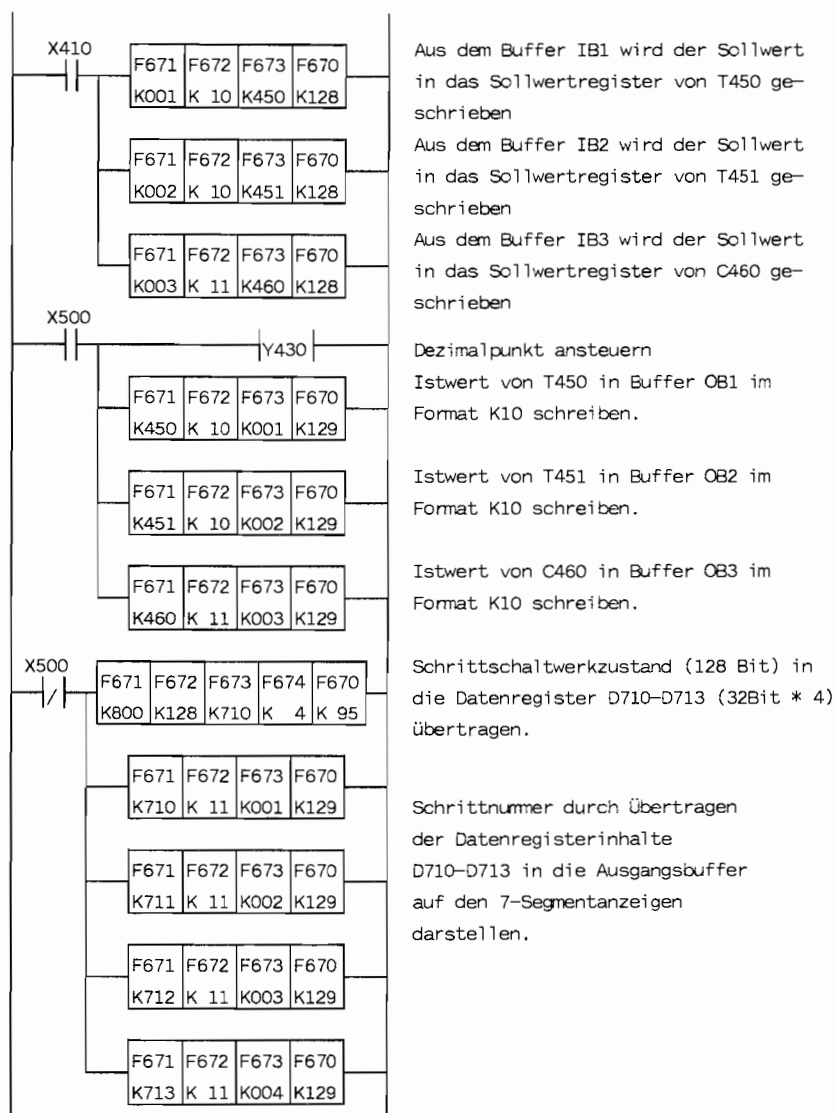 X410
F671 F672 F673 F670
K001 K 10 K450 K128
Aus dem Buffer IB1 wird der Sollwert
in das Sollwertregister von T450 ge-
schrieben
F671 F672 F673 F670
K002 K 10 K451 K128
Aus dem Buffer IB2 wird der Sollwert
in das Sollwertregister von T451 ge-
schrieben
F671 F672 F673 F670
K003 K 11 K460 K128
Aus dem Buffer IB3 wird der Sollwert
in das Sollwertregister von C460 ge-
schrieben
X500
Y430
Dezimalpunkt ansteuern
F671 F672 F673 F670
K450 K 10 K001 K129
Istwert von T450 in Buffer OB1 im
Format K10 schreiben.
F671 F672 F673 F670
K451 K 10 K002 K129
Istwert von T451 in Buffer OB2 im
Format K10 schreiben.
F671 F672 F673 F670
K460 K 11 K003 K129
Istwert von C460 in Buffer OB3 im
Format K10 schreiben.
X500
F671 F672 F673 F674 F670
K800 K128 K710 K 4 K 95
Schrittschaltwerkzustand (128 Bit) in
die Datenregister D710-D713 (32Bit * 4)
übertragen.
F671 F672 F673 F670
K710 K 11 K001 K129
F671 F672 F673 F670
K711 K 11 K002 K129
Schrittnummer durch Übertragen
der Datenregisterinhalte
D710-D713 in die Ausgangsbuffer
auf den 7-Segmentanzeigen
darstellen.
F671 F672 F673 F670
K712 K 11 K003 K129
F671 F672 F673 F670
K713 K 11 K004 K129